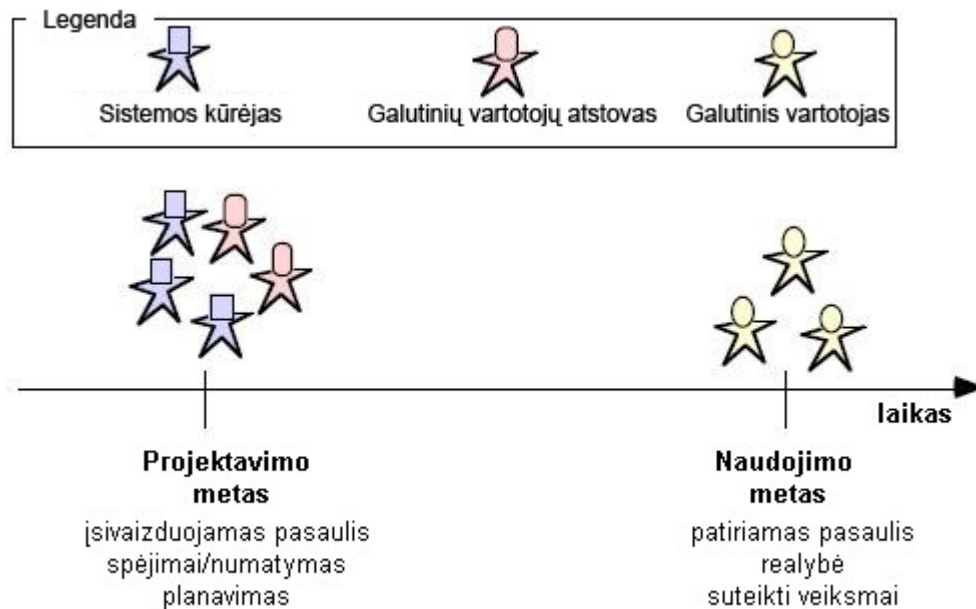 Legenda
Sistemos kūrėjas
Galutinių vartotojų atstovas
Galutinis vartotojas
laikas
Projektavimo
metas
įsivaizduojamas pasaulis
spėjimai/numatymas
planavimas
Naudojimo
metas
patiriamas pasaulis
realybė
suteikti veiksmai